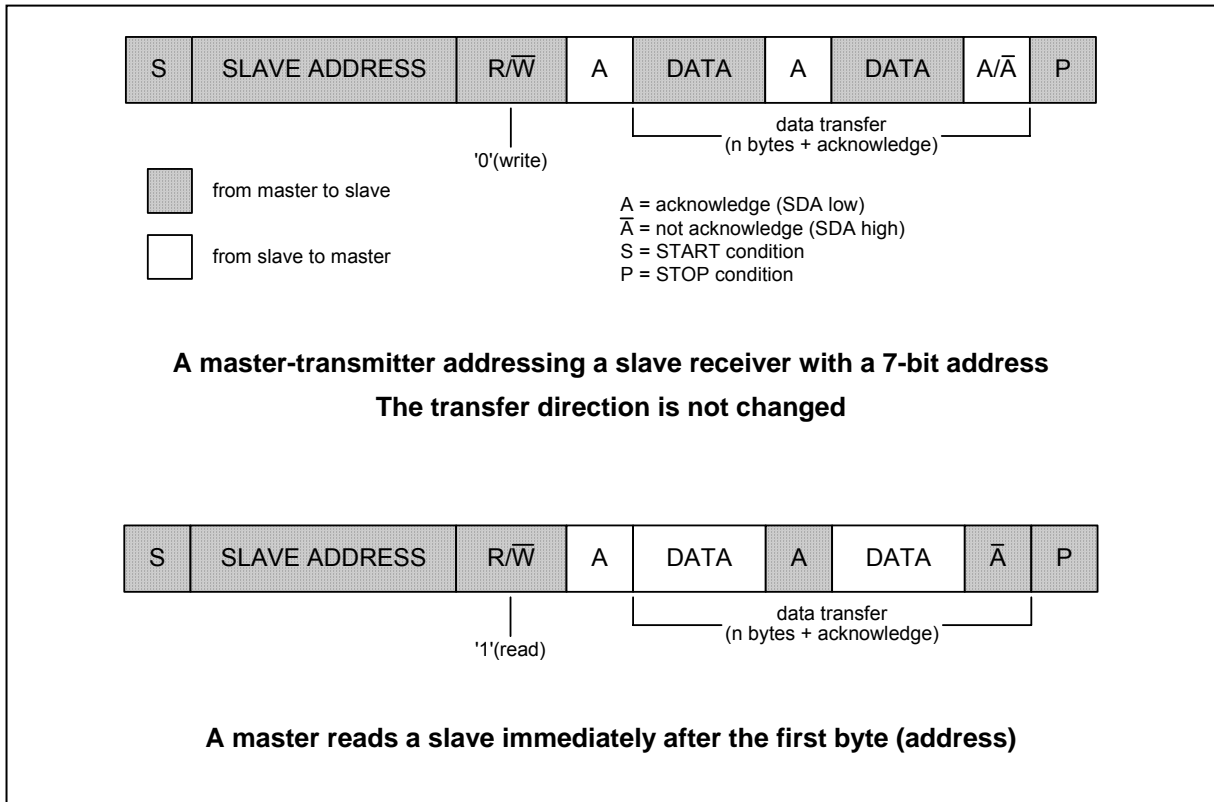 S SLAVE ADDRESS R/W̅ A DATA A DATA A/A̅ P
data transfer
(n bytes + acknowledge)
'0'(write)
from master to slave
from slave to master
A = acknowledge (SDA low)
A̅ = not acknowledge (SDA high)
S = START condition
P = STOP condition
A master-transmitter addressing a slave receiver with a 7-bit address
The transfer direction is not changed
S SLAVE ADDRESS R/W̅ A DATA A DATA A̅ P
data transfer
(n bytes + acknowledge)
'1'(read)
A master reads a slave immediately after the first byte (address)